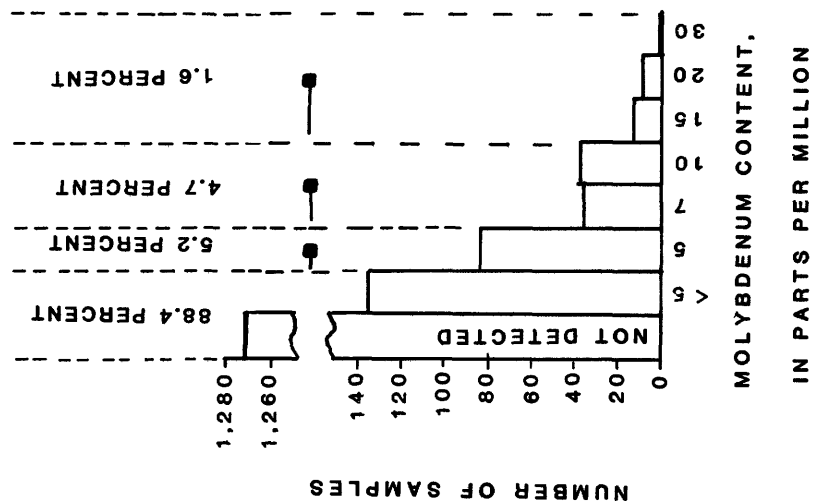 NUMBER OF SAMPLES
1,280
1,260
140
120
100
80
60
40
20
0
NOT DETECTED
< 5
5
7
10
15
20
30
88.4 PERCENT
5.2 PERCENT
4.7 PERCENT
1.6 PERCENT
MOLYBDENUM CONTENT,
IN PARTS PER MILLION